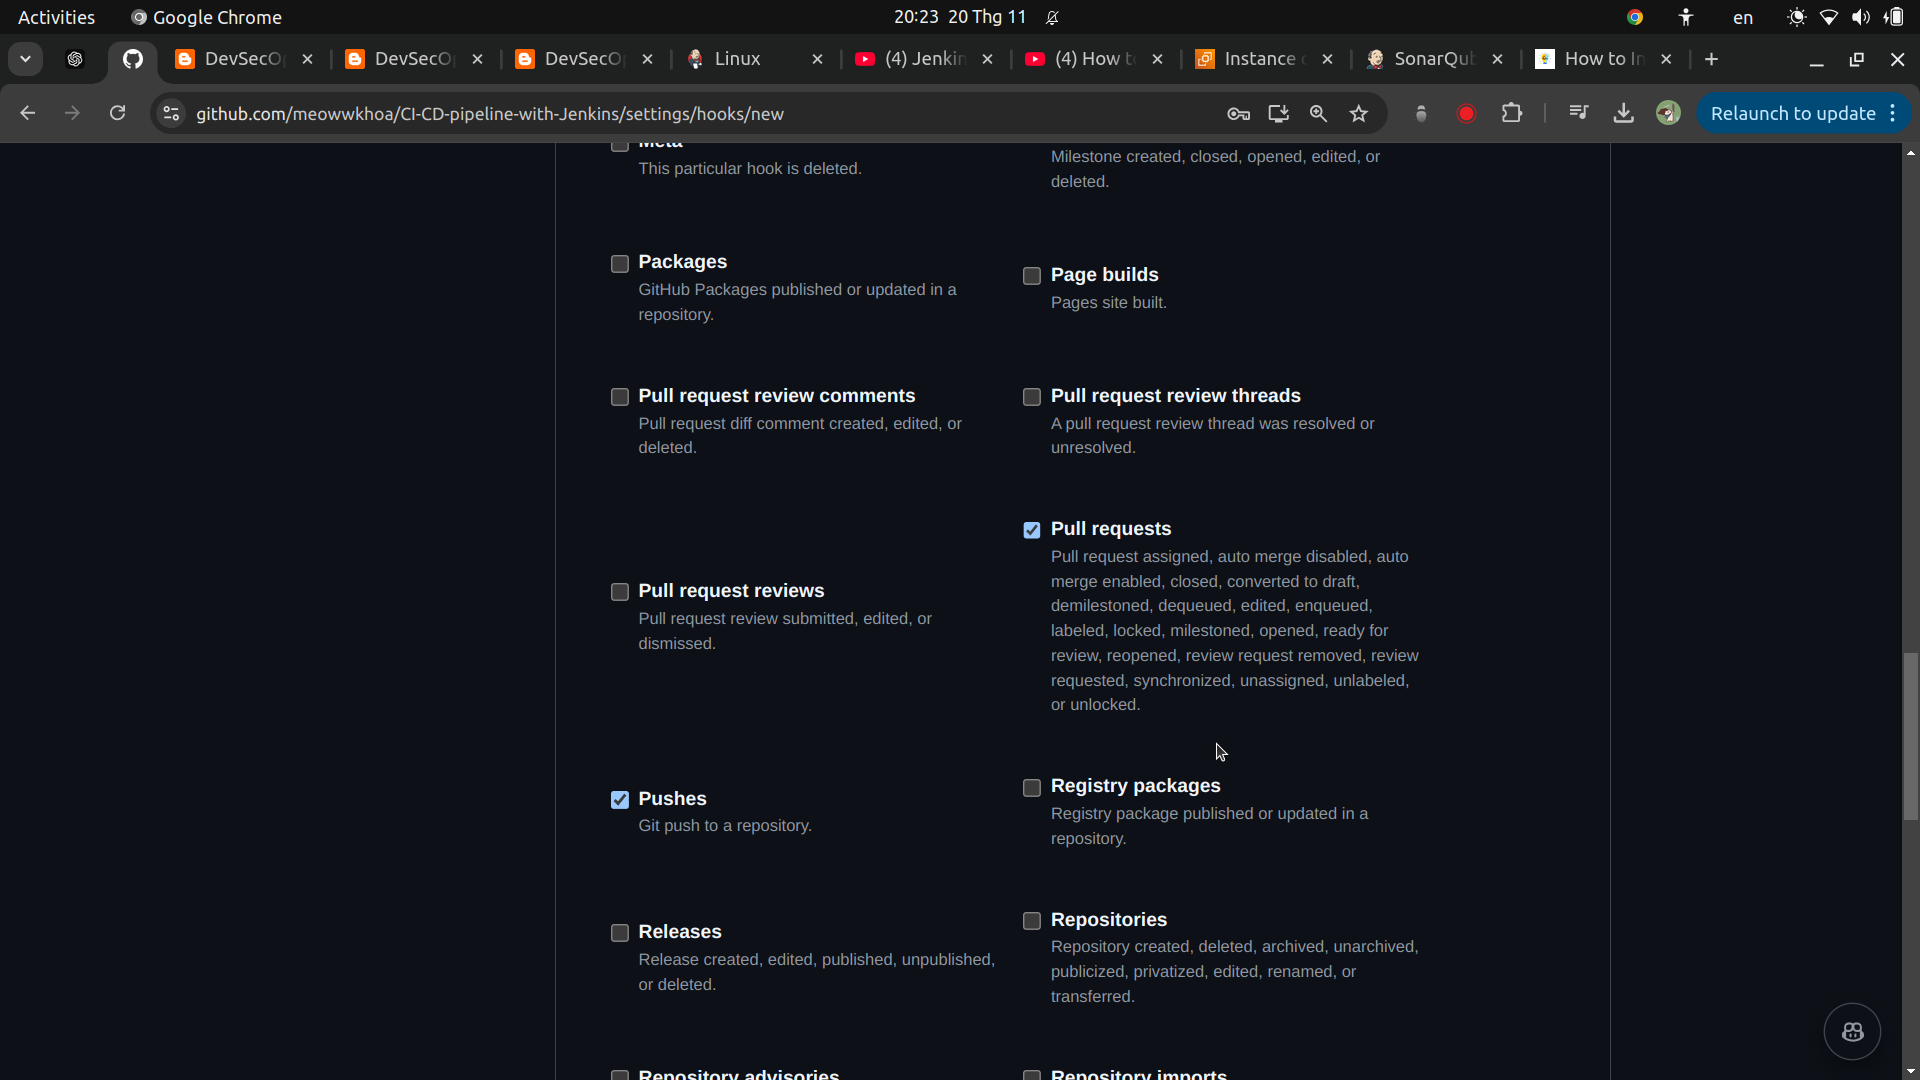 Activities
Google Chrome
20:23 20 Thg 11
en
DevSecO
DevSecO
DevSecO
Linux
(4) Jenkin
(4) How t
Instance
SonarQub
How to In
github.com/meowwkhoa/CI-CD-pipeline-with-Jenkins/settings/hooks/new
Relaunch to update
Meta
This particular hook is deleted.
Milestone created, closed, opened, edited, or
deleted.
Packages
GitHub Packages published or updated in a
repository.
Page builds
Pages site built.
Pull request review comments
Pull request diff comment created, edited, or
deleted.
Pull request review threads
A pull request review thread was resolved or
unresolved.
Pull request reviews
Pull request review submitted, edited, or
dismissed.
Pull requests
Pull request assigned, auto merge disabled, auto
merge enabled, closed, converted to draft,
demilestoned, dequeued, edited, enqueued,
labeled, locked, milestoned, opened, ready for
review, reopened, review request removed, review
requested, synchronized, unassigned, unlabeled,
or unlocked.
Pushes
Git push to a repository.
Registry packages
Registry package published or updated in a
repository.
Releases
Release created, edited, published, unpublished,
or deleted.
Repositories
Repository created, deleted, archived, unarchived,
publicized, privatized, edited, renamed, or
transferred.
Repository advisories
Repository imports